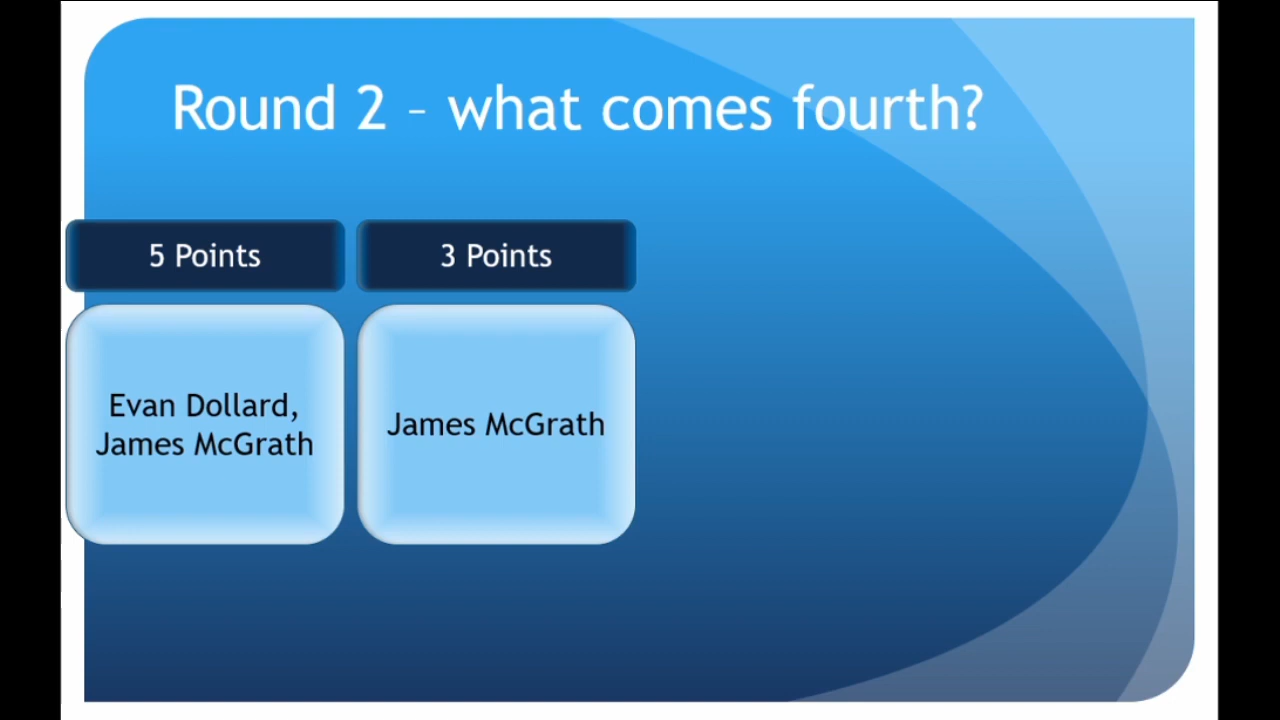 Round 2 – what comes fourth?
5 Points
3 Points
Evan Dollard,
James McGrath
James McGrath